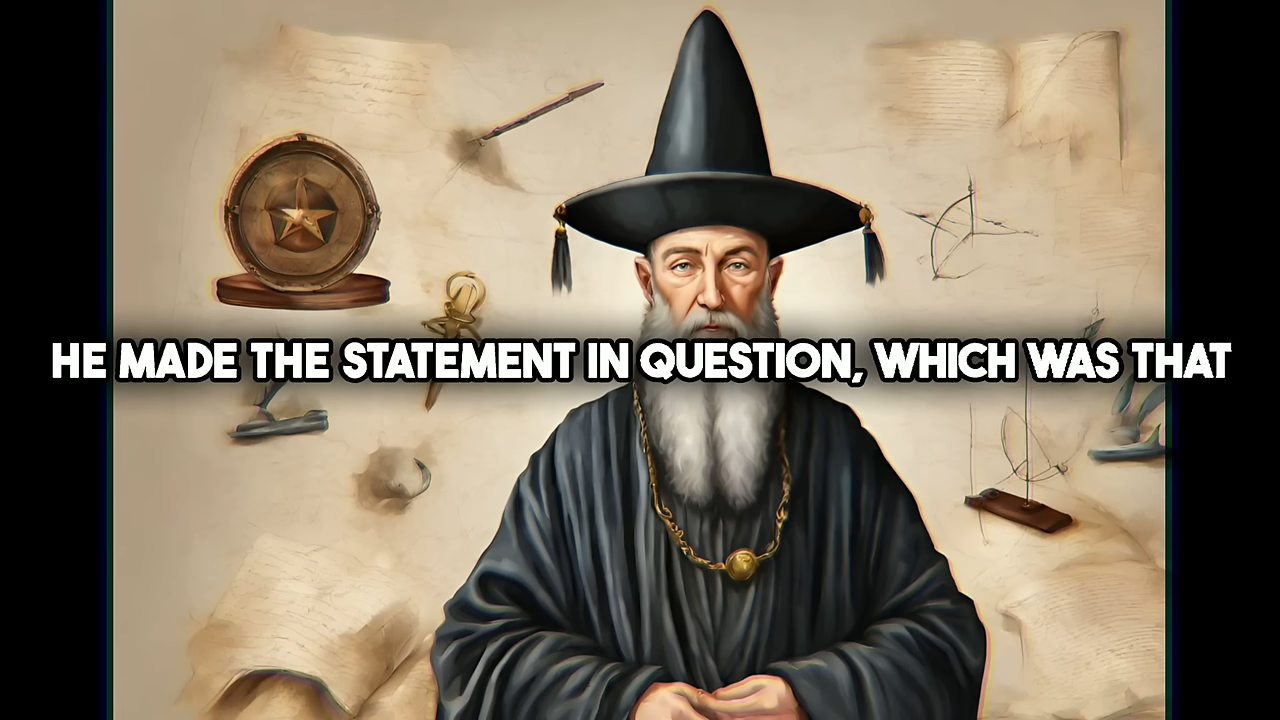 HE MADE THE STATEMENT IN QUESTION, WHICH WAS THAT